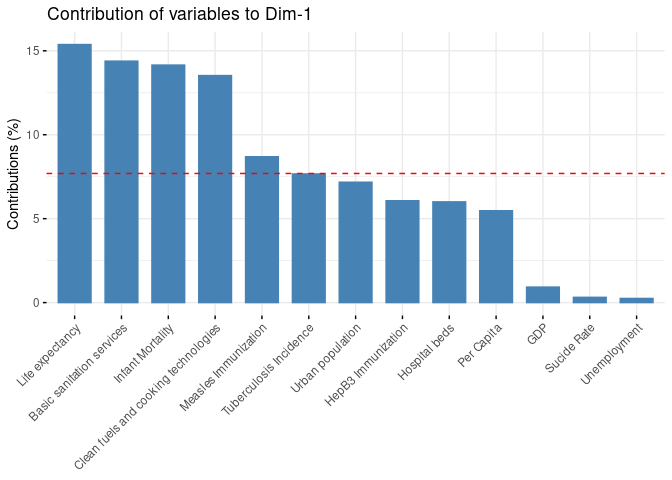 Contribution of variables to Dim-1
Contributions (%)
15
10
5
0
Life expectancy
Basic sanitation services
Infant Mortality
Clean fuels and cooking technologies
Measles Immunization
Tuberculosis Incidence
Urban population
HepB3 Immunization
Hospital beds
Per Capita
GDP
Sucide Rate
Unemployment